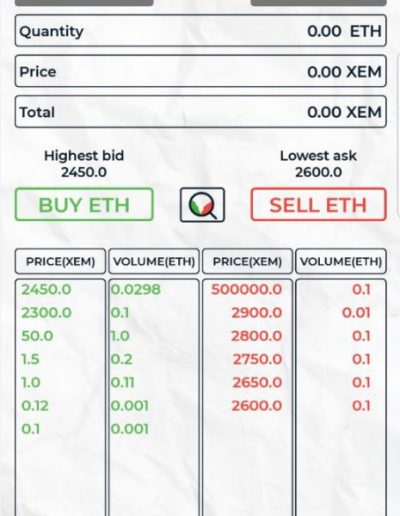 Quantity 0.00 ETH
Price 0.00 XEM
Total 0.00 XEM
Highest bid Lowest ask
2450.0 2600.0
BUY ETH SELL ETH
PRICE(XEM) VOLUME(ETH) PRICE(XEM) VOLUME(ETH)
2450.0 0.0298 500000.0 0.1
2300.0 0.1 2900.0 0.01
50.0 1.0 2800.0 0.1
1.5 0.2 2750.0 0.1
1.0 0.11 2650.0 0.1
0.12 0.001 2600.0 0.1
0.1 0.001